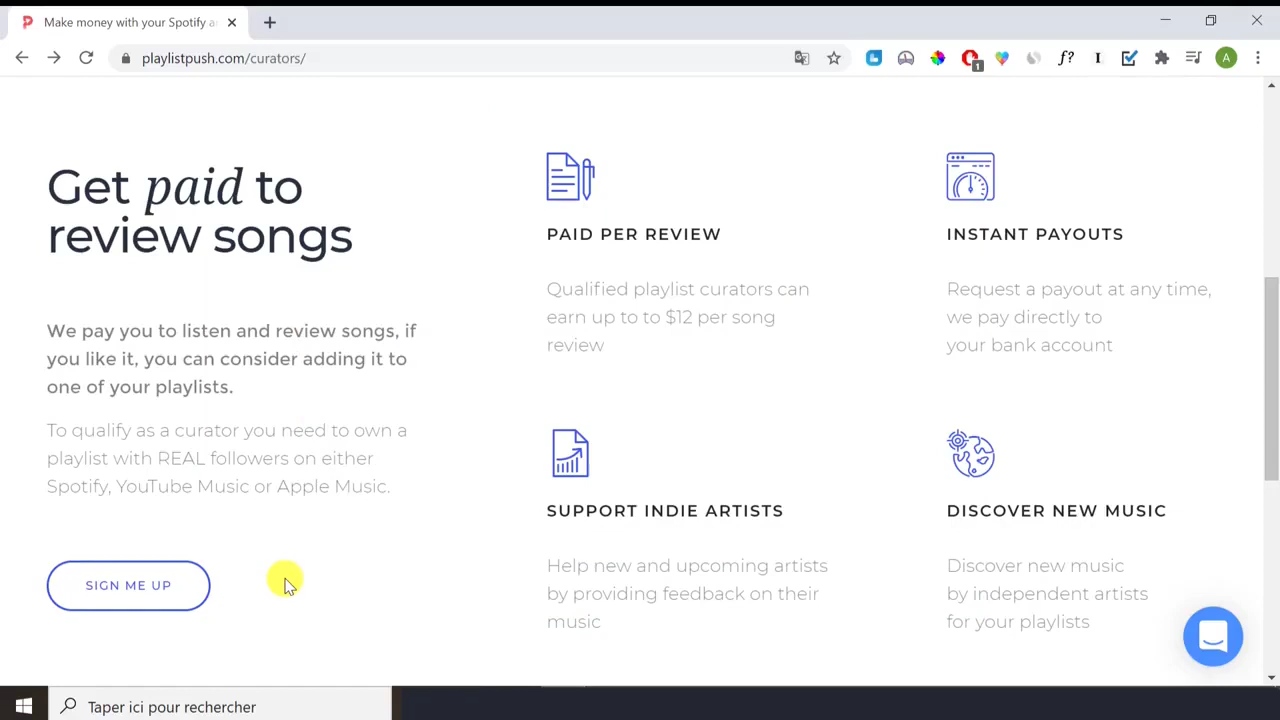 Make money with your Spotify a
playlistpush.com/curators/
1
f?
I
A
Get paid to
review songs
We pay you to listen and review songs, if
you like it, you can consider adding it to
one of your playlists.
To qualify as a curator you need to own a
playlist with REAL followers on either
Spotify, YouTube Music or Apple Music.
SIGN ME UP
PAID PER REVIEW
Qualified playlist curators can
earn up to to $12 per song
review
INSTANT PAYOUTS
Request a payout at any time,
we pay directly to
your bank account
SUPPORT INDIE ARTISTS
Help new and upcoming artists
by providing feedback on their
music
DISCOVER NEW MUSIC
Discover new music
by independent artists
for your playlists
Taper ici pour rechercher